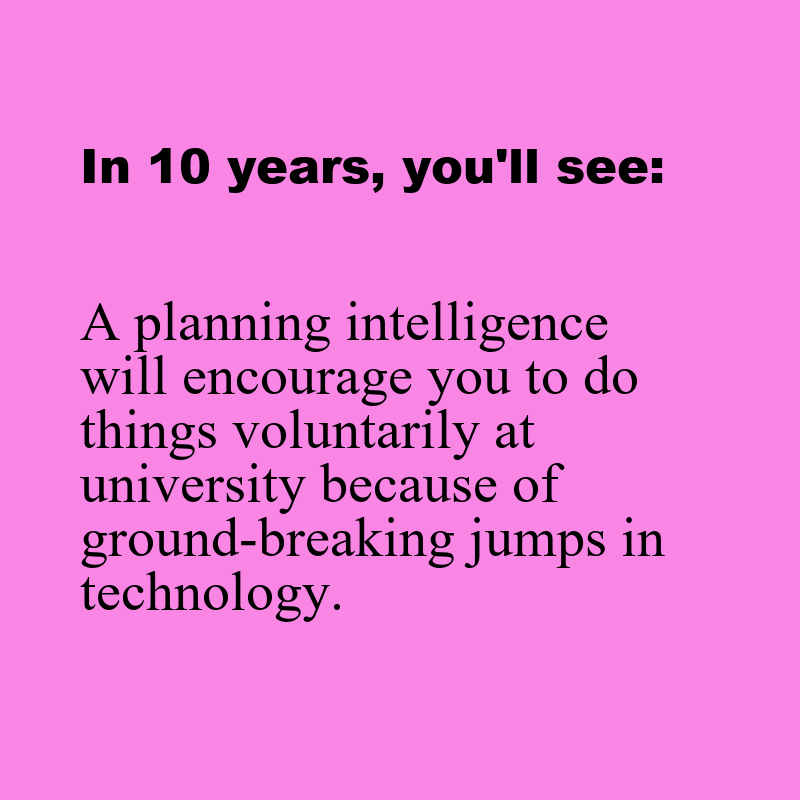 In 10 years, you'll see:
A planning intelligence
will encourage you to do
things voluntarily at
university because of
ground-breaking jumps in
technology.